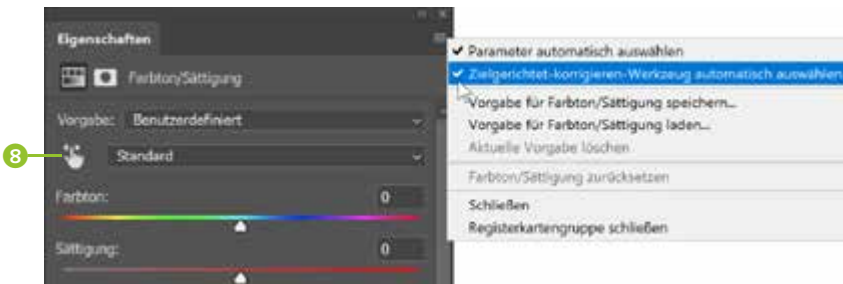 Eigenschaften
Farbton/Sättigung
Vorgabe: Benutzerdefiniert
8
Standard
Farbton: 0
Sättigung: 0
Parameter automatisch auswählen
Zielgerichtet-korrigieren-Werkzeug automatisch auswählen
Vorgabe für Farbton/Sättigung speichern...
Vorgabe für Farbton/Sättigung laden...
Aktuelle Vorgabe löschen
Farbton/Sättigung zurücksetzen
Schließen
Registerkartengruppe schließen